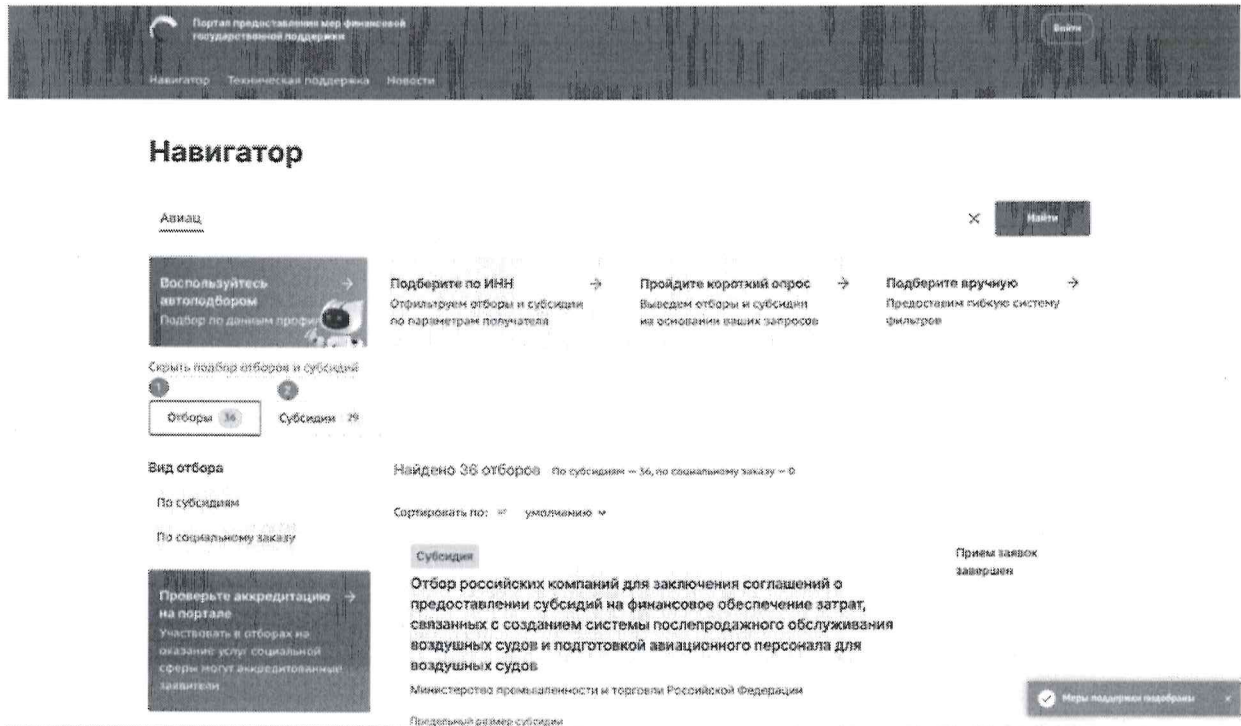 Портал предоставления мер финансовой
государственной поддержки
Войти
Навигатор Техническая поддержка Новости
Навигатор
Авиац
Найти
Воспользуйтесь
автоподбором
Подбор по данным
Подберите по ИНН
Отфильтруем отборы и субсидии
по параметрам получателя
Пройдите короткий опрос
Выведем отборы и субсидии
на основании ваших запросов
Подберите вручную
Предоставим гибкую систему
фильтров
Скрыть подбор отборов и субсидий
1 2
Отборы 36 Субсидии 29
Вид отбора
По субсидиям
По социальному заказу
Проверьте аккредитацию
на портале
Участвовать в отборах на
оказание услуг социальной
сферы могут аккредитованные
заявители
Найдено 36 отборов По субсидиям – 36, по социальному заказу – 0
Сортировать по: умолчанию
Субсидия
Прием заявок
завершен
Отбор российских компаний для заключения соглашений о
предоставлении субсидий на финансовое обеспечение затрат,
связанных с созданием системы послепродажного обслуживания
воздушных судов и подготовкой авиационного персонала для
воздушных судов
Министерство промышленности и торговли Российской Федерации
Предельный размер субсидии
Меры поддержки подобраны